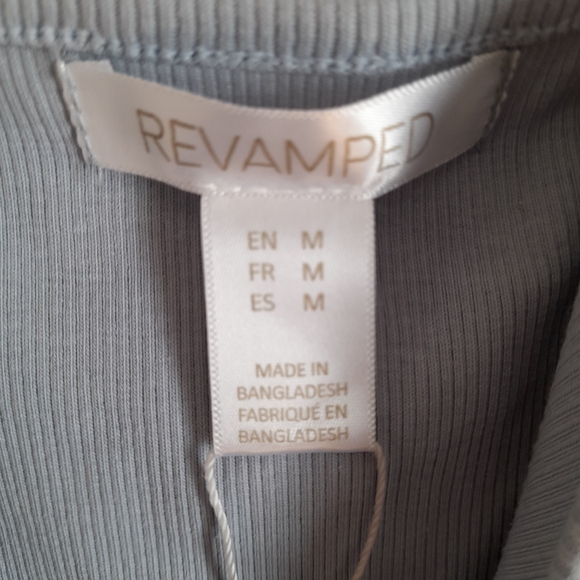 REVAMPED
EN M
FR M
ES M
MADE IN
BANGLADESH
FABRIQUÉ EN
BANGLADESH